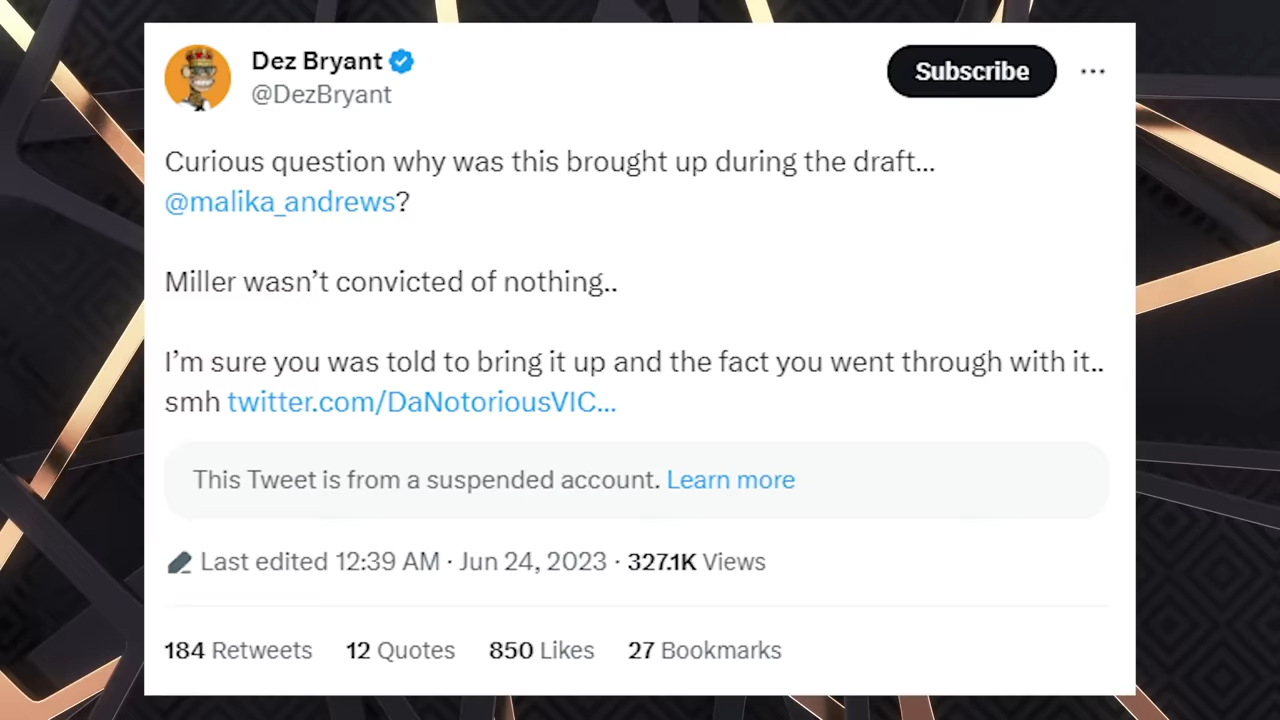 Dez Bryant
@DezBryant
Subscribe
Curious question why was this brought up during the draft...
@malika_andrews?
Miller wasn’t convicted of nothing..
I’m sure you was told to bring it up and the fact you went through with it..
smh twitter.com/DaNotoriousVIC...
This Tweet is from a suspended account. Learn more
Last edited 12:39 AM · Jun 24, 2023 · 327.1K Views
184 Retweets 12 Quotes 850 Likes 27 Bookmarks